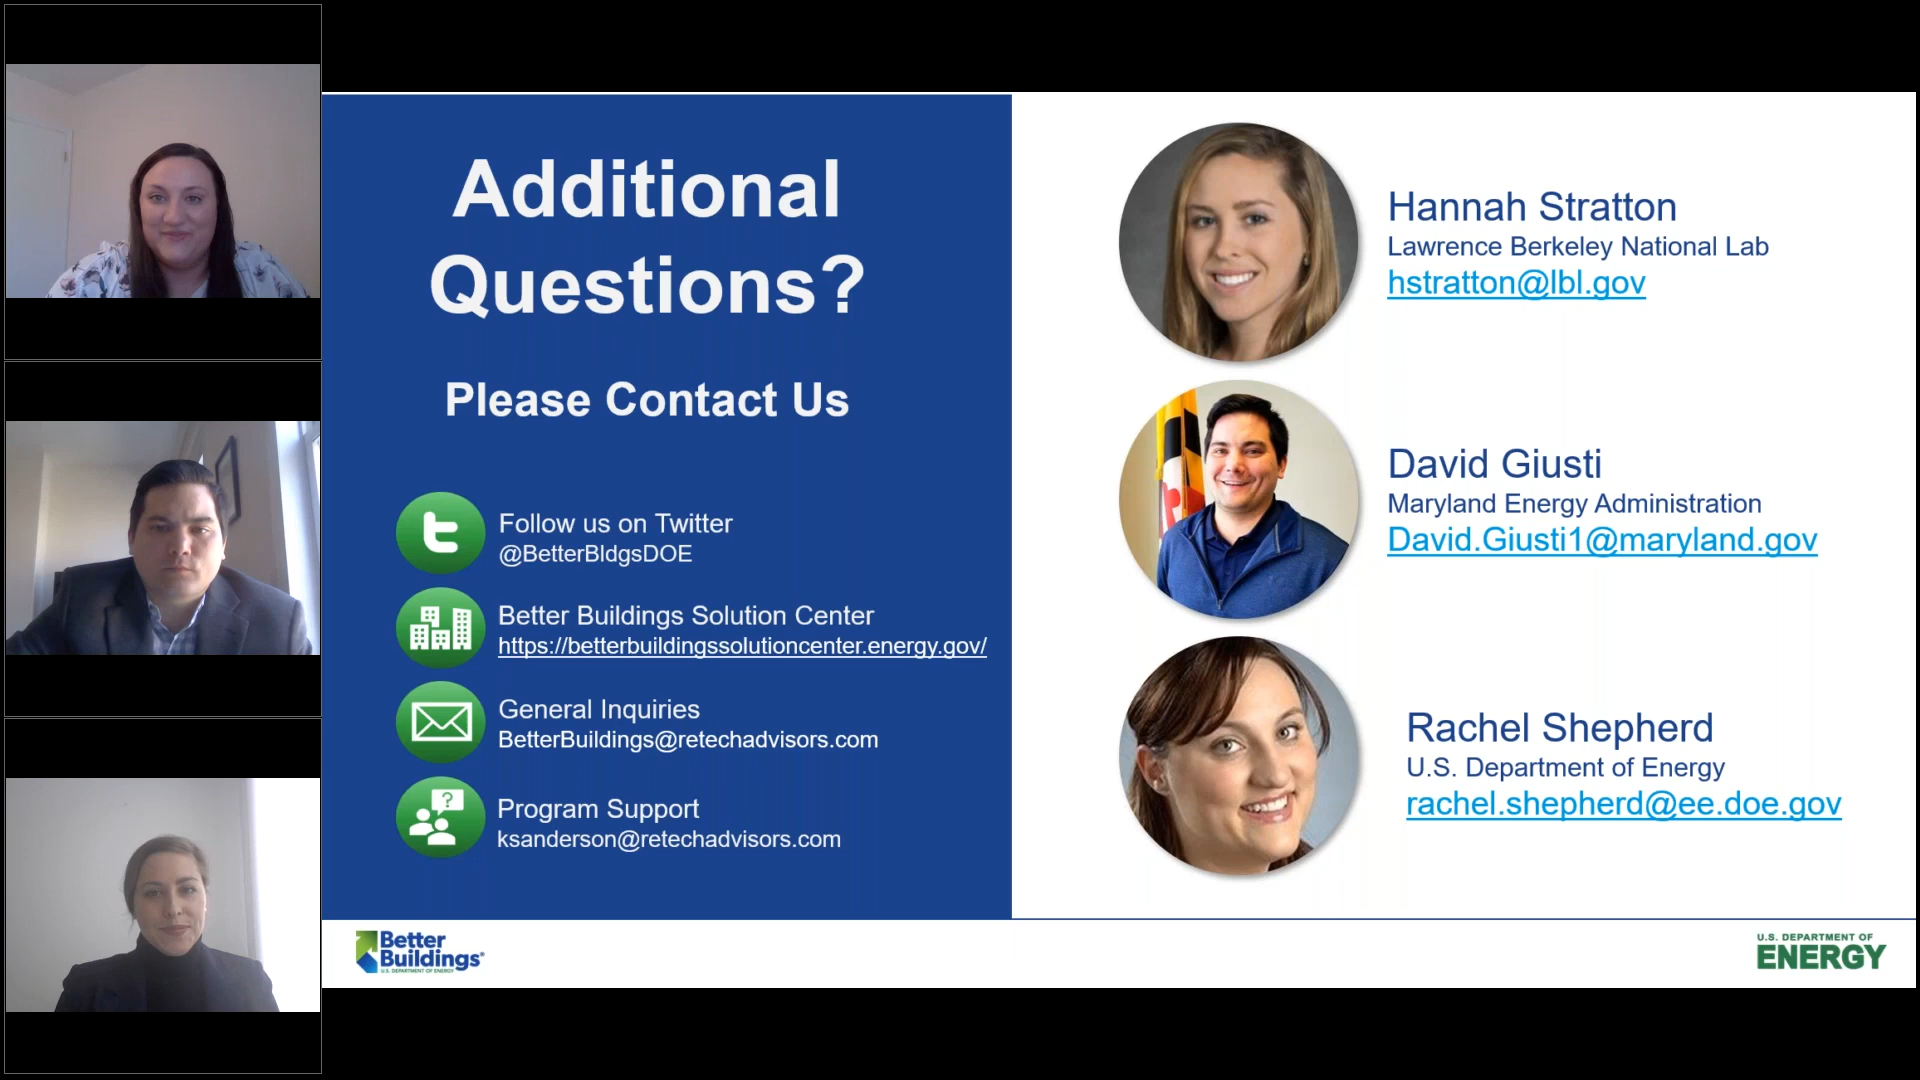 Additional
Questions?
Please Contact Us
Follow us on Twitter
@BetterBldgsDOE
Better Buildings Solution Center
https://betterbuildingssolutioncenter.energy.gov/
General Inquiries
BetterBuildings@retechadvisors.com
Program Support
ksanderson@retechadvisors.com
Hannah Stratton
Lawrence Berkeley National Lab
hstratton@lbl.gov
David Giusti
Maryland Energy Administration
David.Giusti1@maryland.gov
Rachel Shepherd
U.S. Department of Energy
rachel.shepherd@ee.doe.gov
Better
Buildings®
U.S. DEPARTMENT OF ENERGY
U.S. DEPARTMENT OF
ENERGY